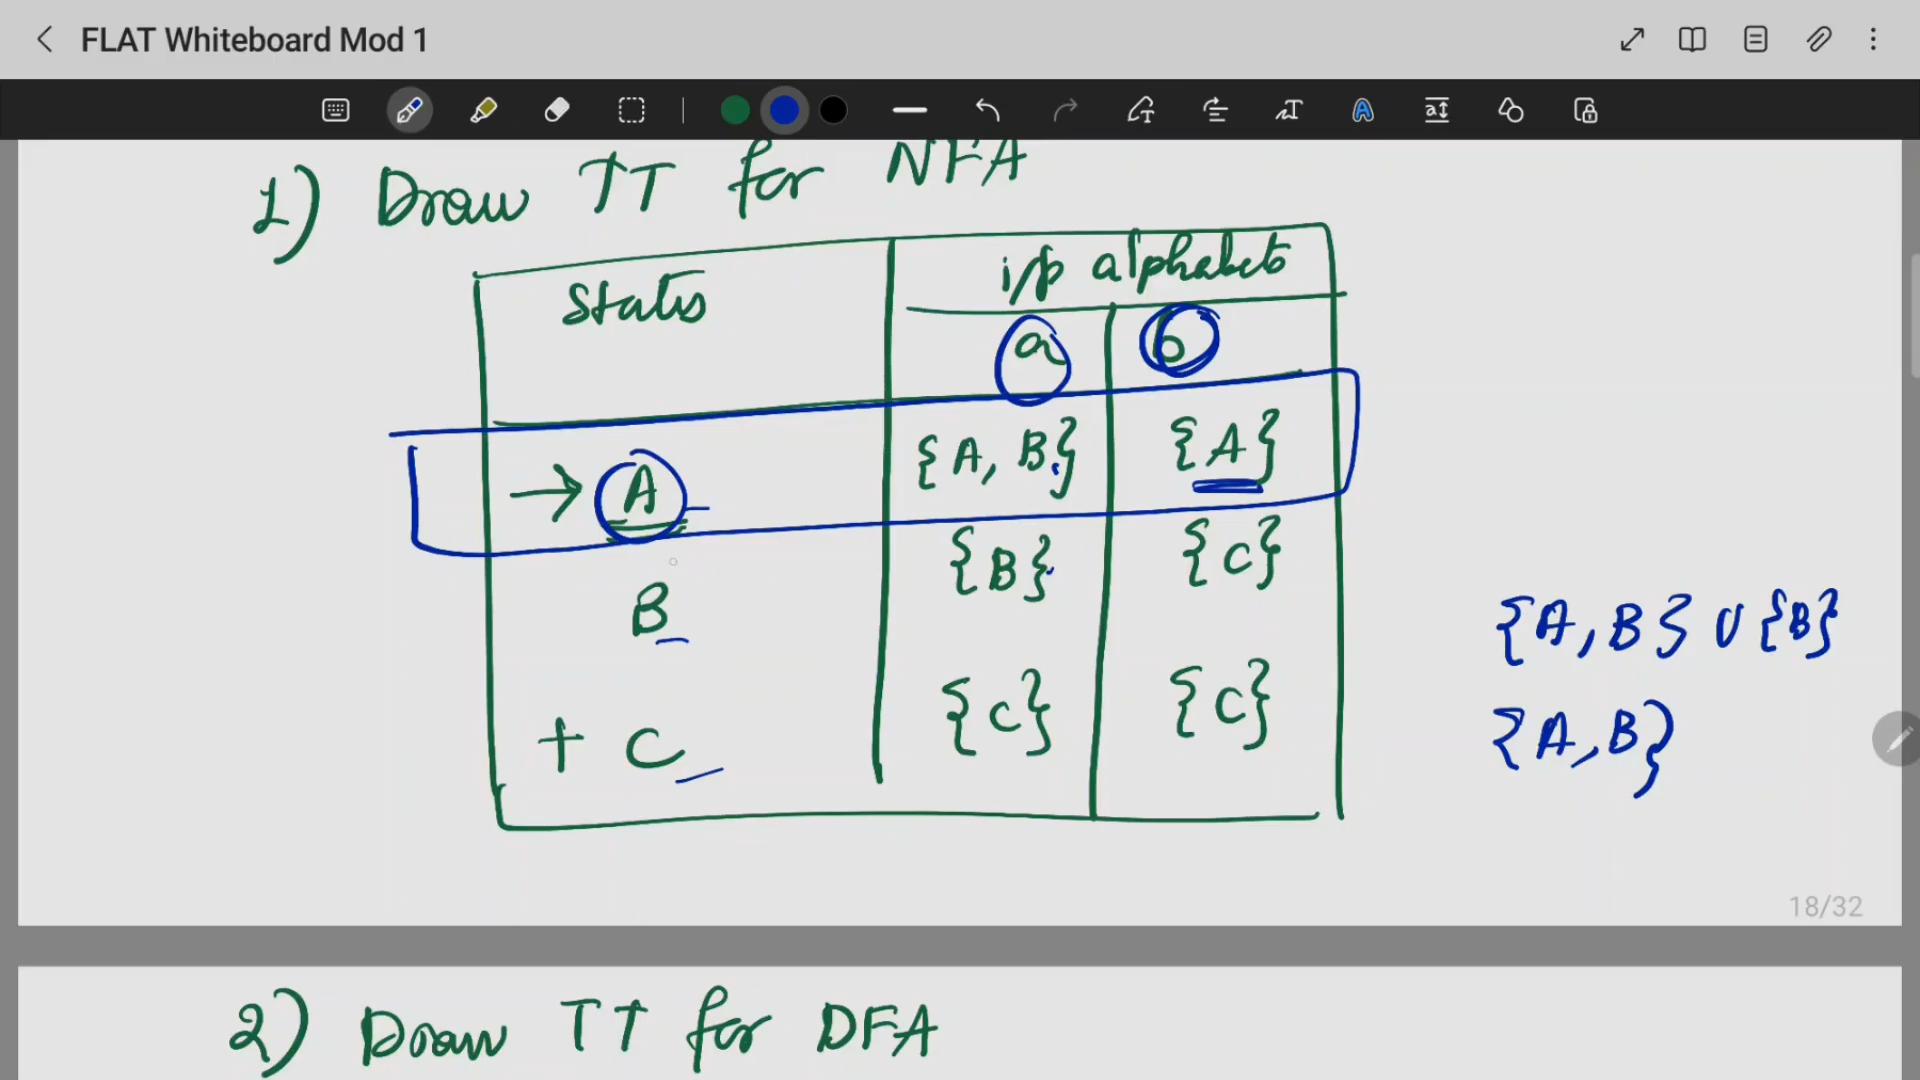 FLAT Whiteboard Mod 1
1) Draw TT for NFA
States i/p alphabets
a b
→ A {A, B} {A}
B {B} {C}
+ C {C} {C}
{A, B} ∪ {B}
{A, B}
18/32
2) Draw TT for DFA